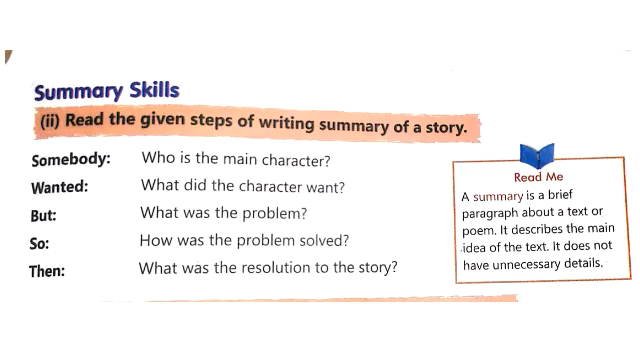 Summary Skills
(ii) Read the given steps of writing summary of a story.
Somebody: Who is the main character?
Wanted: What did the character want?
But: What was the problem?
So: How was the problem solved?
Then: What was the resolution to the story?
Read Me
A summary is a brief
paragraph about a text or
poem. It describes the main
idea of the text. It does not
have unnecessary details.